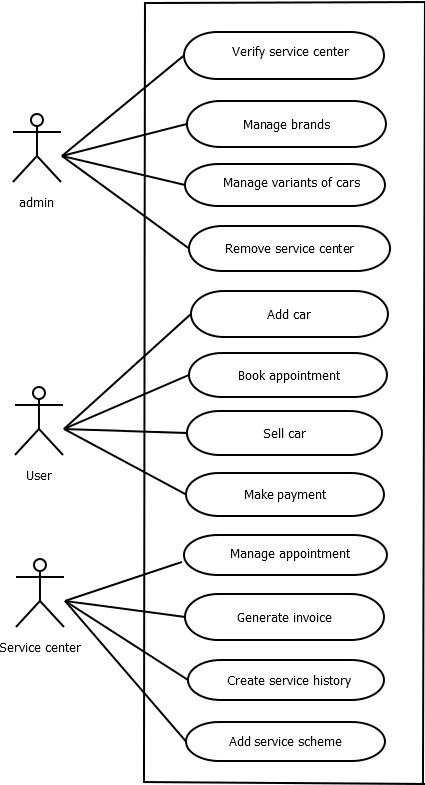 Verify service center
Manage brands
Manage variants of cars
admin
Remove service center
Add car
Book appointment
Sell car
User
Make payment
Manage appointment
Generate invoice
Service center
Create service history
Add service scheme